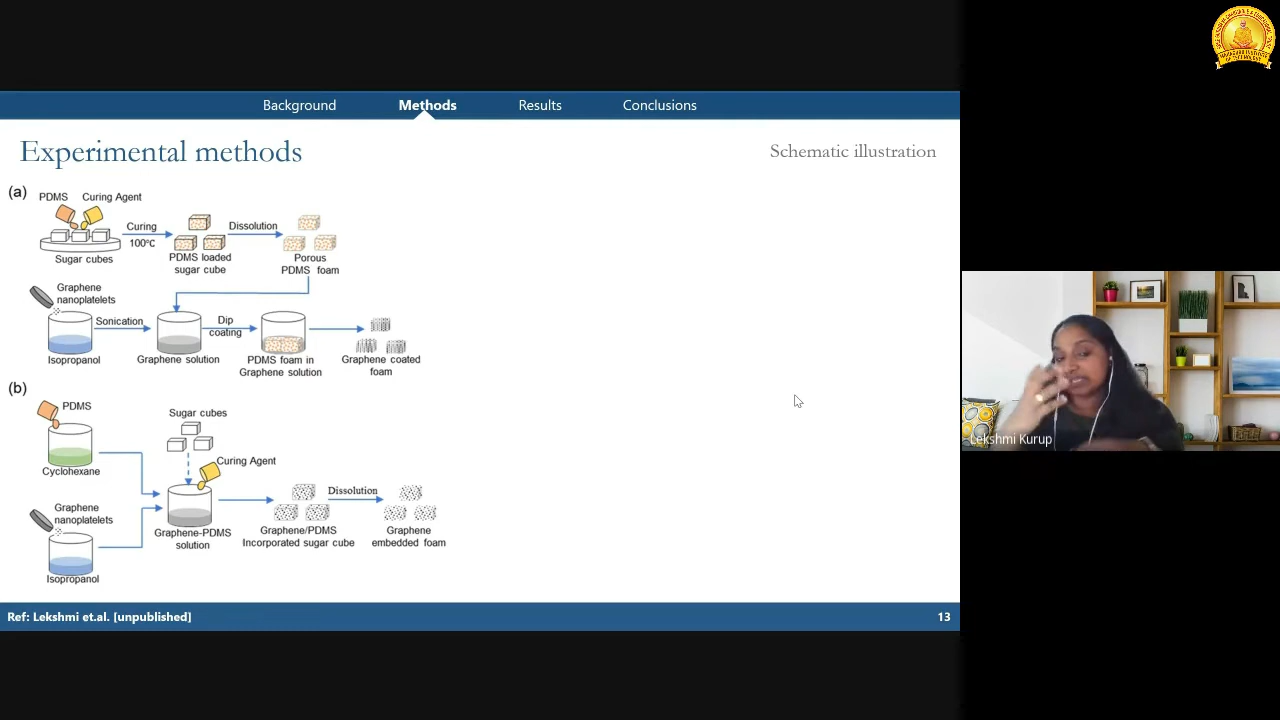 Background
Methods
Results
Conclusions
Experimental methods
Schematic illustration
(a)
PDMS
Curing Agent
Sugar cubes
Curing
100°C
PDMS loaded
sugar cube
Dissolution
Porous
PDMS foam
Graphene
nanoplatelets
Isopropanol
Sonication
Graphene solution
Dip
coating
PDMS foam in
Graphene solution
Graphene coated
foam
(b)
PDMS
Cyclohexane
Graphene
nanoplatelets
Isopropanol
Sugar cubes
Curing Agent
Graphene-PDMS
solution
Graphene/PDMS
Incorporated sugar cube
Dissolution
Graphene
embedded foam
Ref: Lekshmi et.al. [unpublished]
13
Lekshmi Kurup